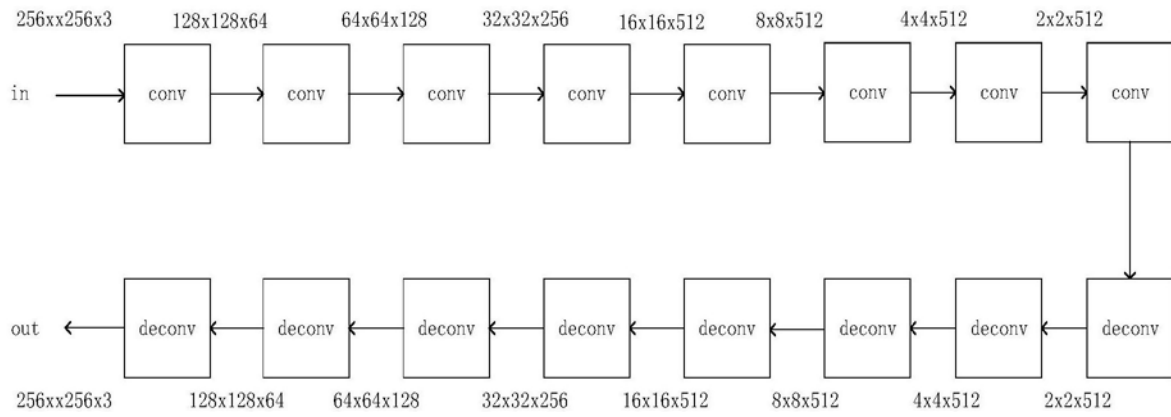 256xx256x3 128x128x64 64x64x128 32x32x256 16x16x512 8x8x512 4x4x512 2x2x512
in conv conv conv conv conv conv conv conv
out deconv deconv deconv deconv deconv deconv deconv deconv
256xx256x3 128x128x64 64x64x128 32x32x256 16x16x512 8x8x512 4x4x512 2x2x512